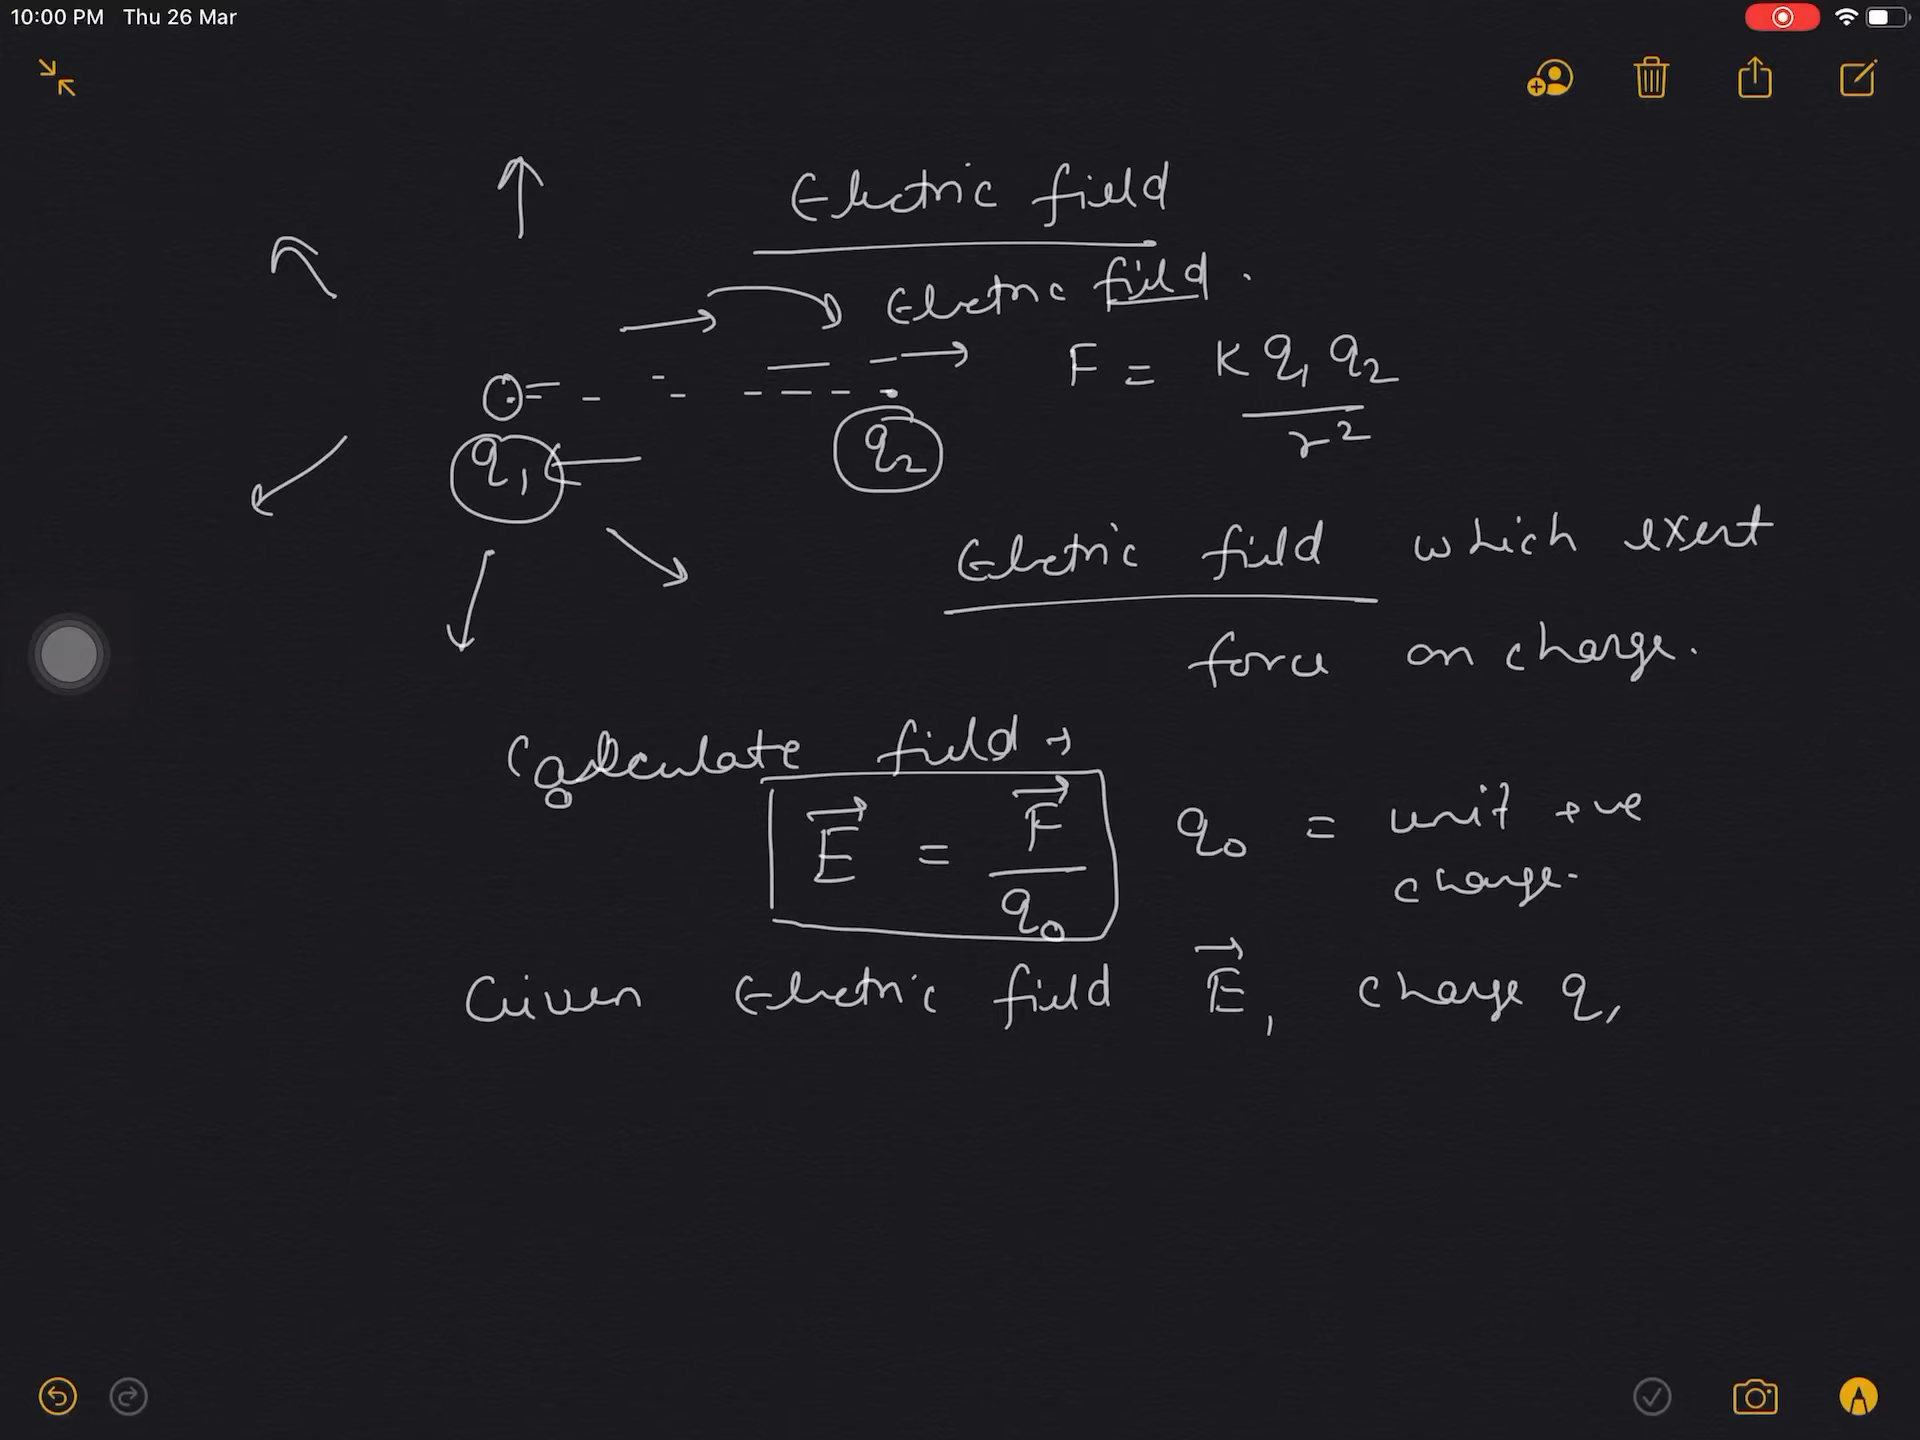 10:00 PM Thu 26 Mar
Electric field
Electric field.
F = K q₁ q₂
r²
q₁
q₂
Electric field which exert
force on charge.
Calculate field →
E = F
q₀
q₀ = unit +ve
charge.
Given Electric field E, charge q,